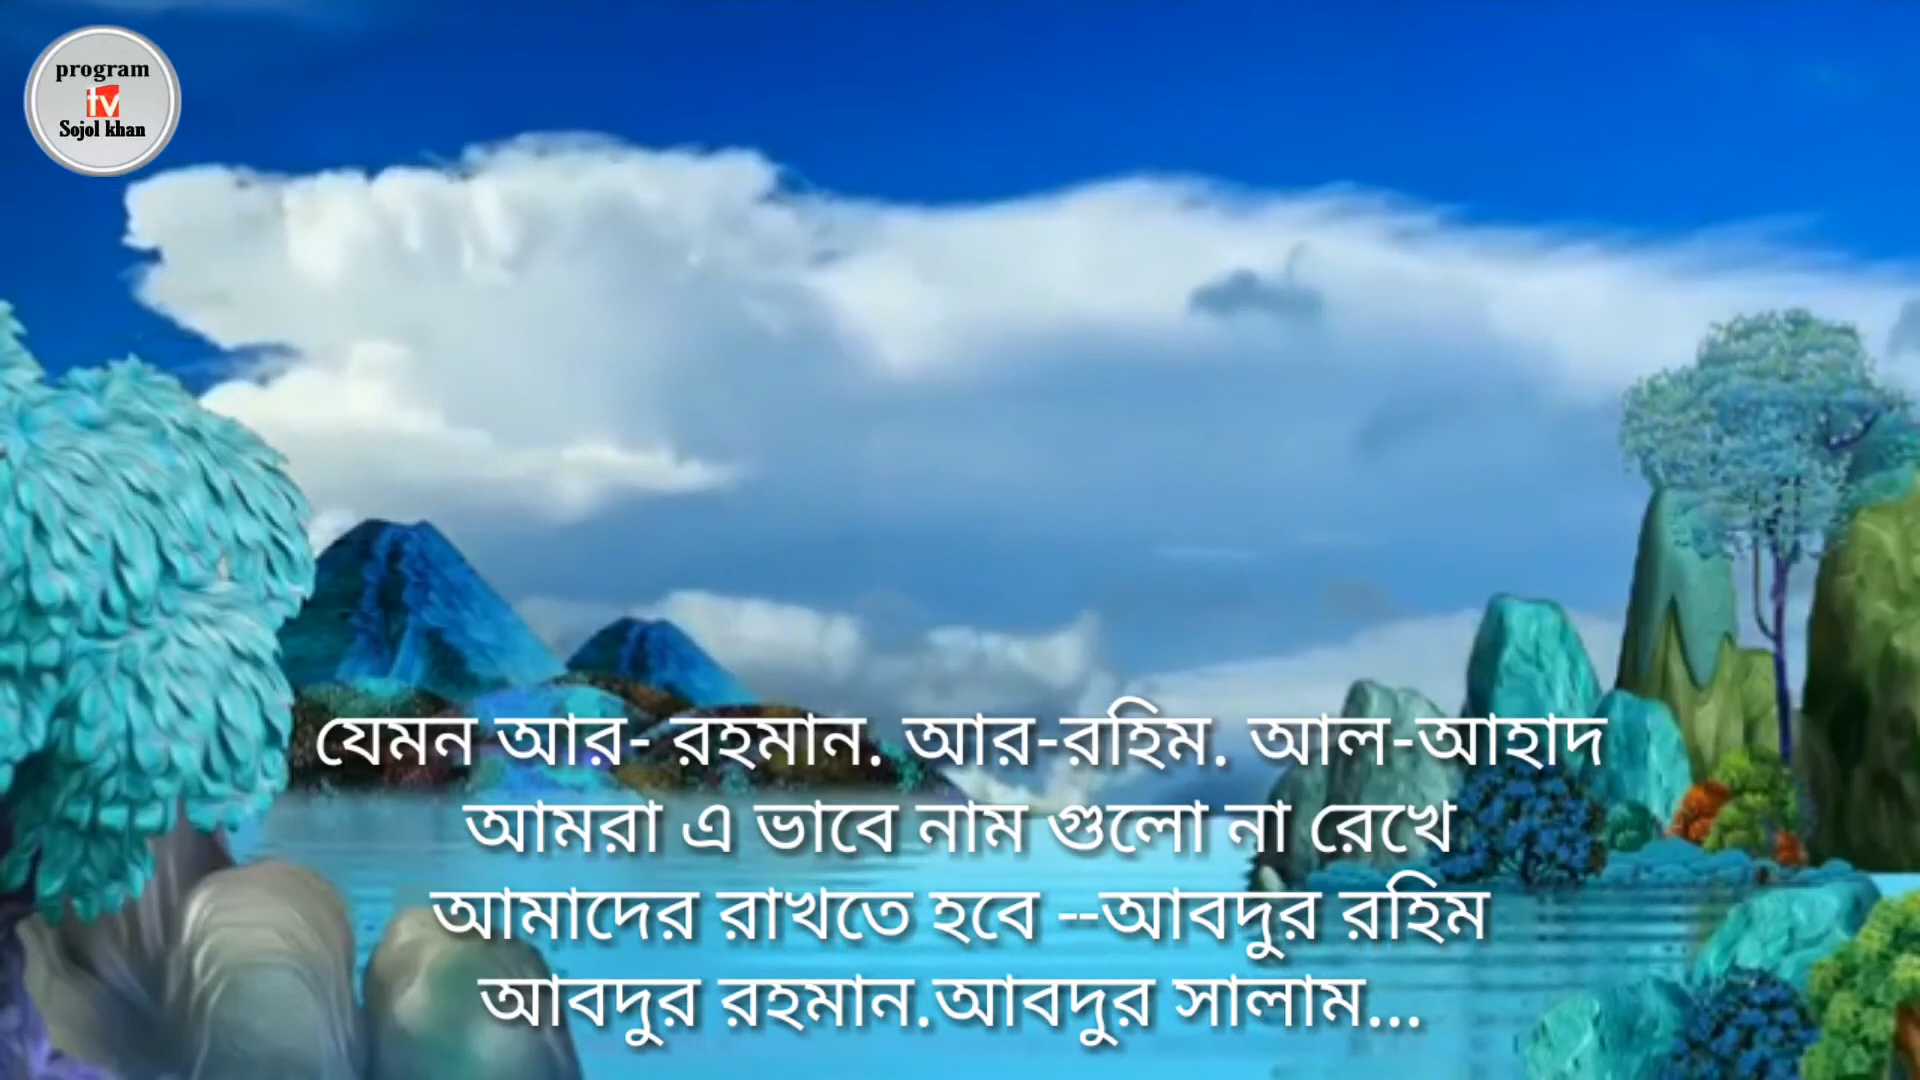 program
tv
Sojol khan
যেমন আর- রহমান. আর-রহিম. আল-আহাদ
আমরা এ ভাবে নাম গুলো না রেখে
আমাদের রাখতে হবে --আবদুর রহিম
আবদুর রহমান.আবদুর সালাম...